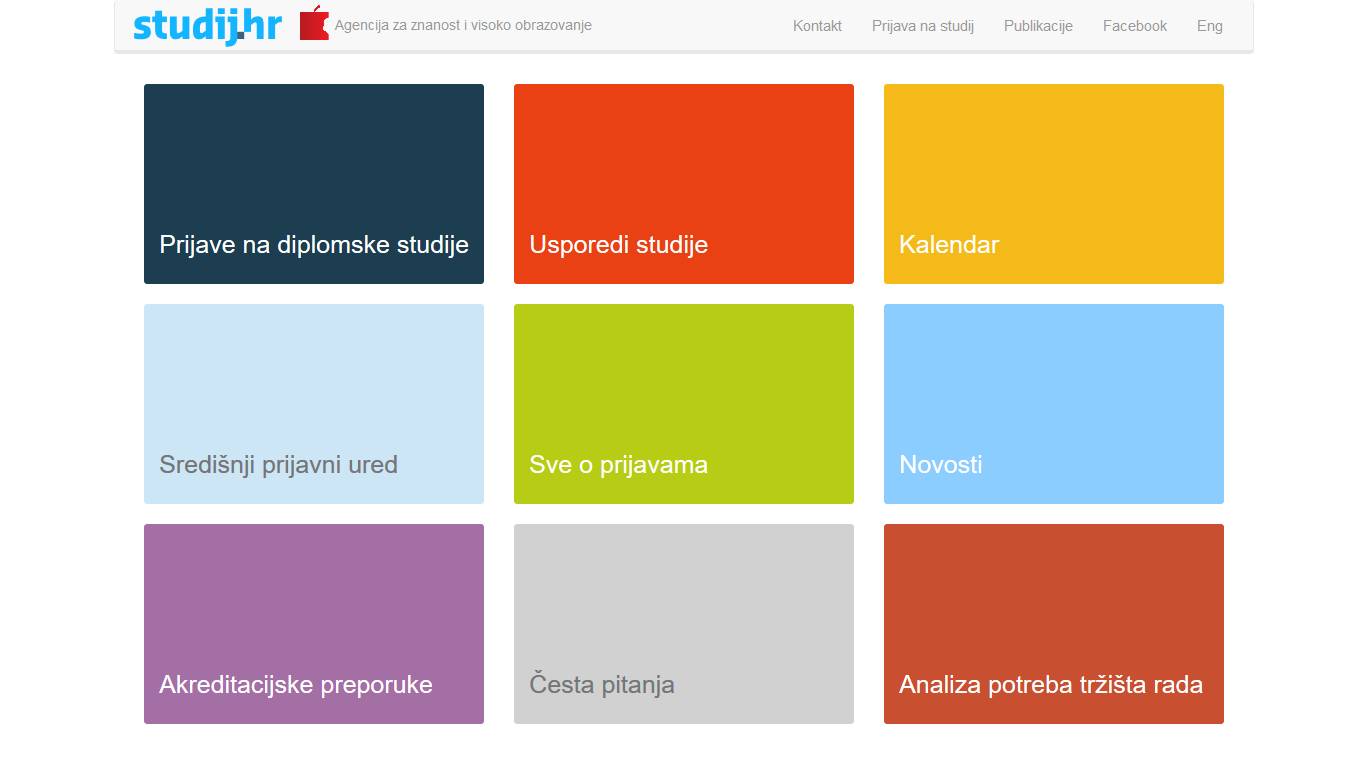 studij.hr Agencija za znanost i visoko obrazovanje Kontakt Prijava na studij Publikacije Facebook Eng
Prijave na diplomske studije
Usporedi studije
Kalendar
Središnji prijavni ured
Sve o prijavama
Novosti
Akreditacijske preporuke
Česta pitanja
Analiza potreba tržišta rada